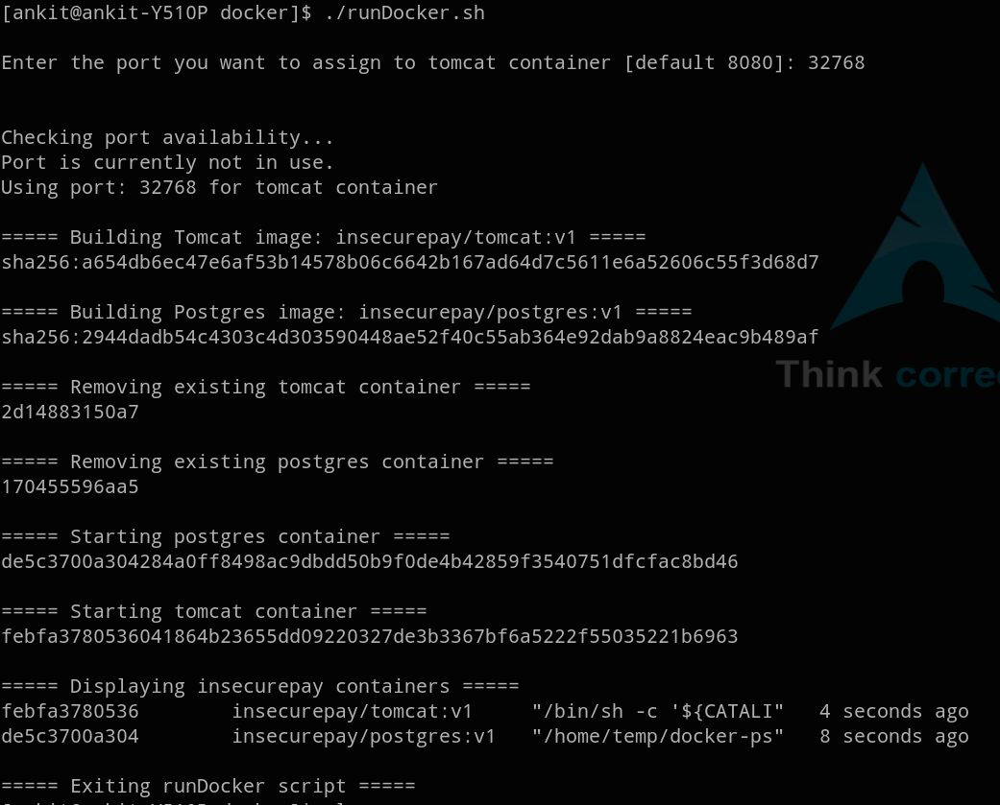 [ankit@ankit-Y510P docker]$ ./runDocker.sh
Enter the port you want to assign to tomcat container [default 8080]: 32768
Checking port availability...
Port is currently not in use.
Using port: 32768 for tomcat container
===== Building Tomcat image: insecurepay/tomcat:v1 =====
sha256:a654db6ec47e6af53b14578b06c6642b167ad64d7c5611e6a52606c55f3d68d7
===== Building Postgres image: insecurepay/postgres:v1 =====
sha256:2944dadb54c4303c4d303590448ae52f40c55ab364e92dab9a8824eac9b489af
===== Removing existing tomcat container =====
2d14883150a7
===== Removing existing postgres container =====
170455596aa5
===== Starting postgres container =====
de5c3700a304284a0ff8498ac9dbdd50b9f0de4b42859f3540751dfcfac8bd46
===== Starting tomcat container =====
febfa3780536041864b23655dd09220327de3b3367bf6a5222f55035221b6963
===== Displaying insecurepay containers =====
febfa3780536 insecurepay/tomcat:v1 "/bin/sh -c '${CATALI" 4 seconds ago
de5c3700a304 insecurepay/postgres:v1 "/home/temp/docker-ps" 8 seconds ago
===== Exiting runDocker script =====
Think corre